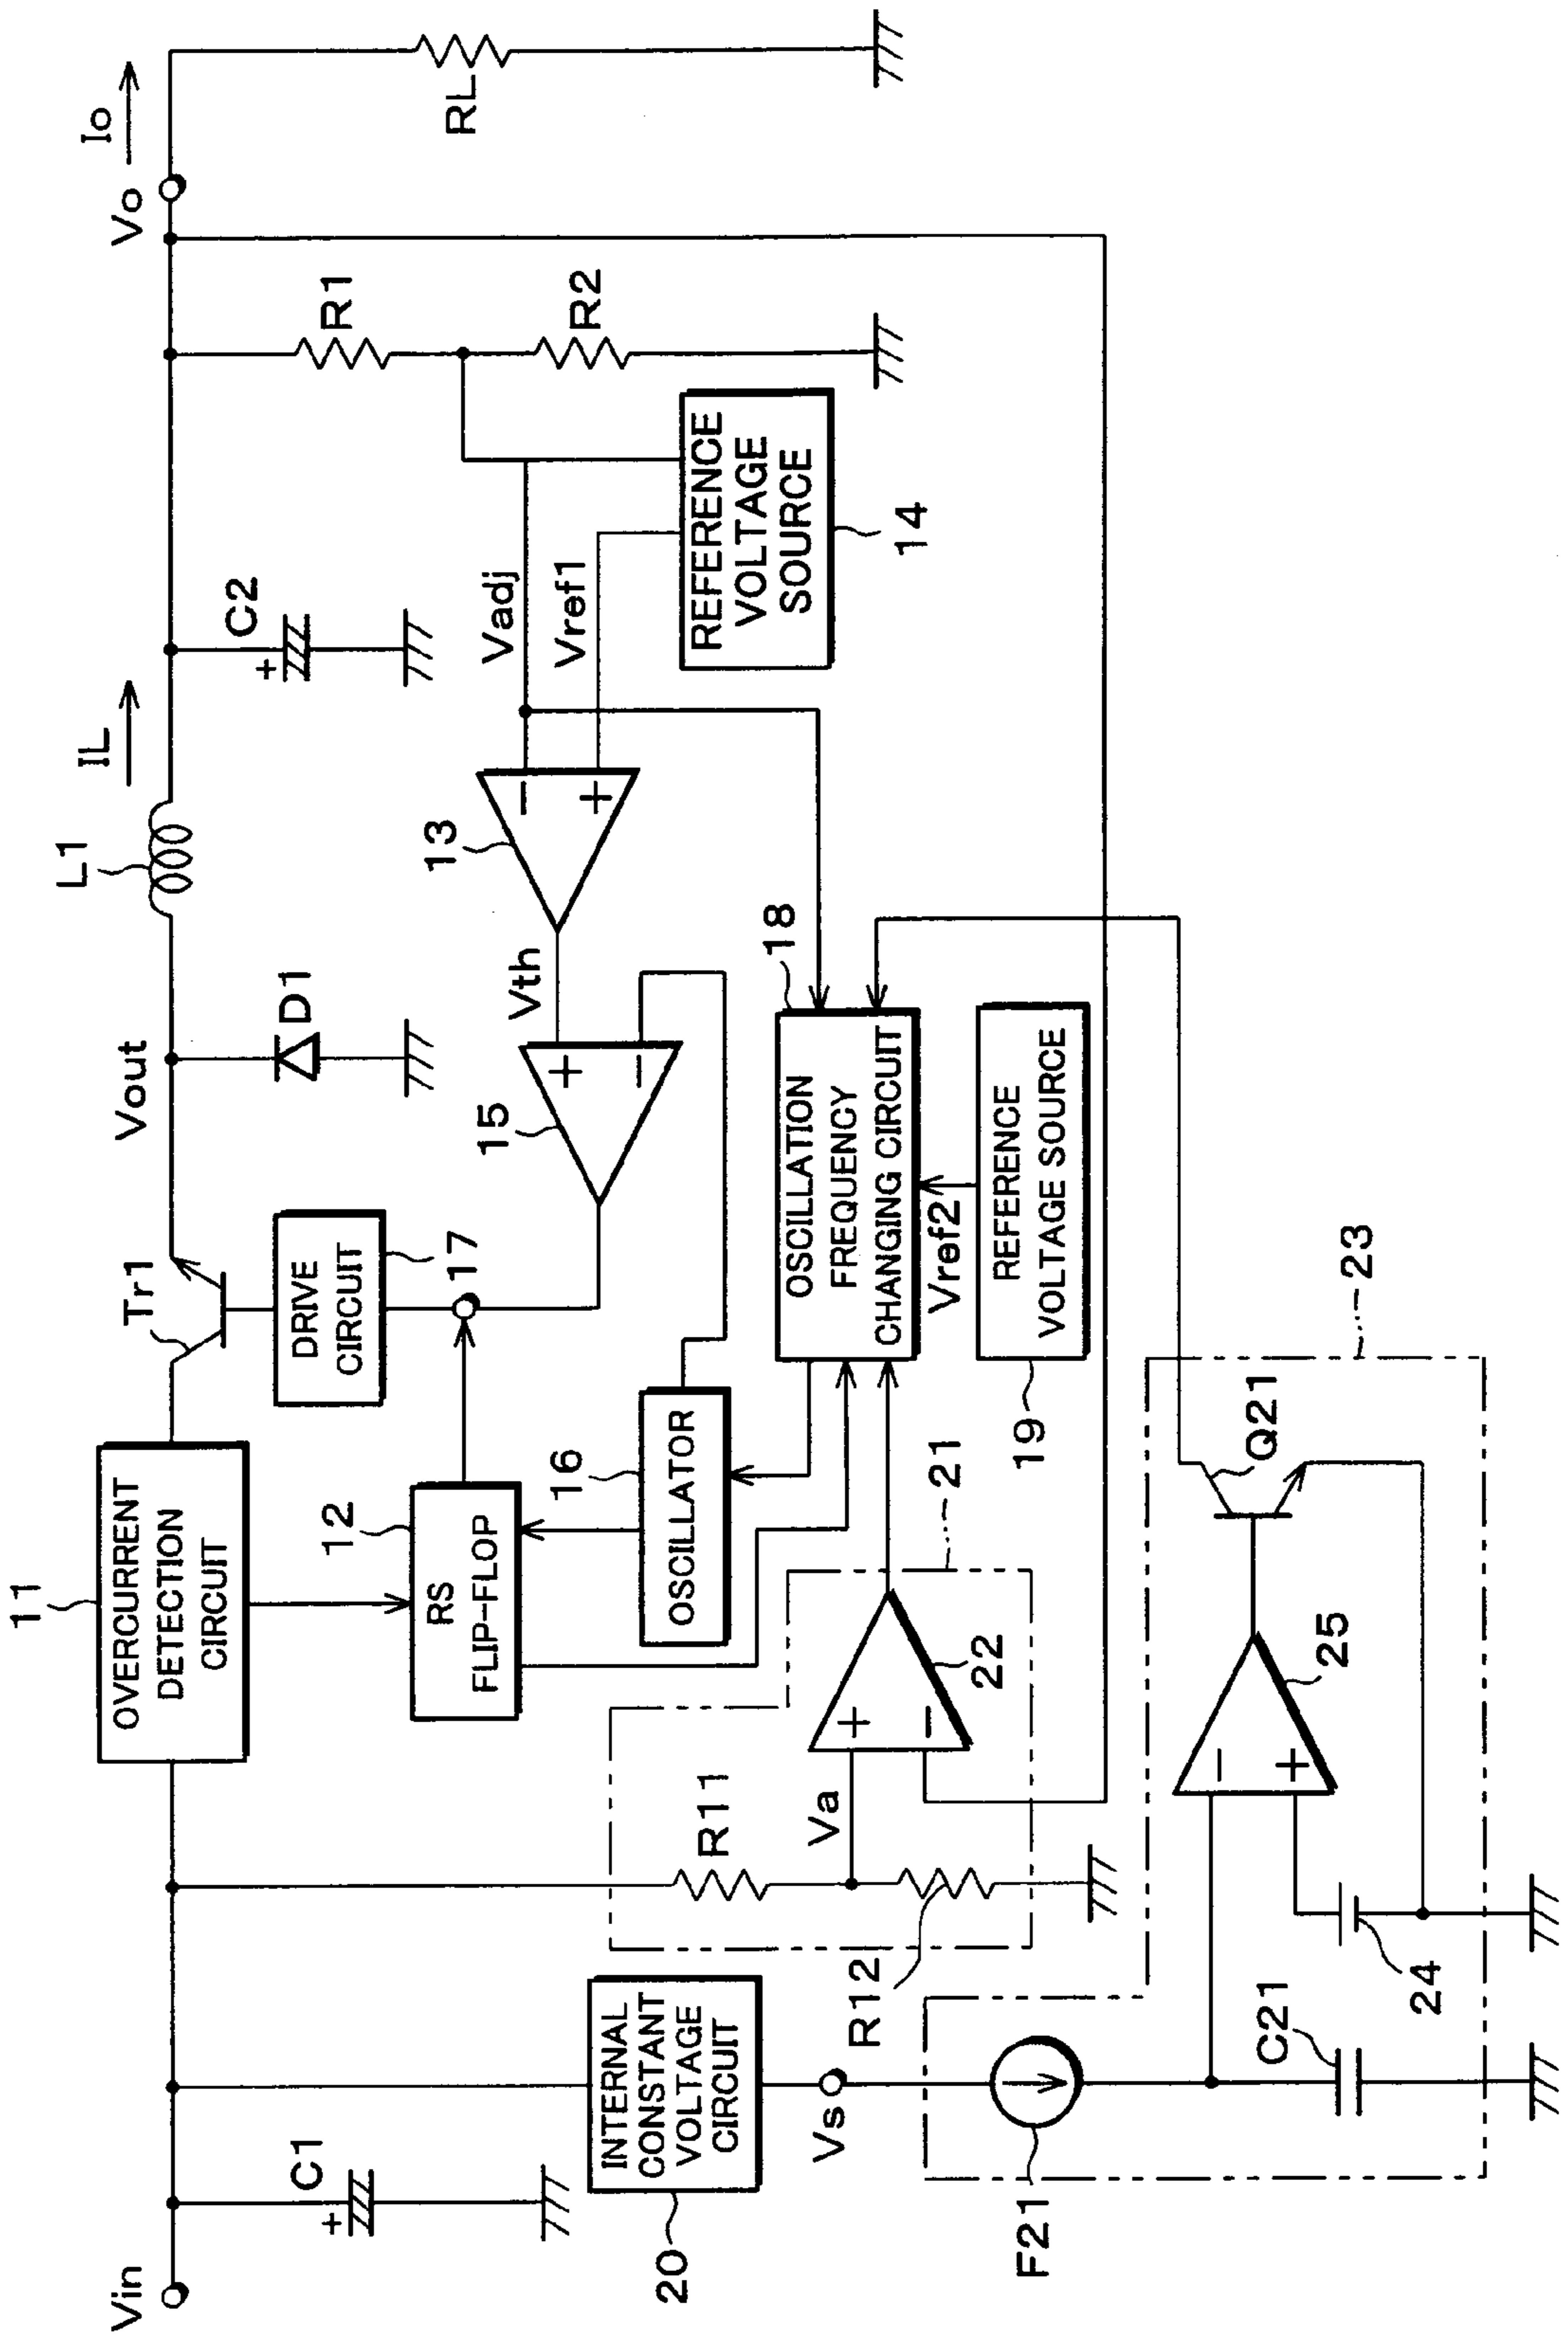 Vin
C1
+
20
INTERNAL
CONSTANT
VOLTAGE
CIRCUIT
Vs
F21
C21
24
25
−
+
Q21
23
R11
R12
Va
22
+
−
21
11
OVERCURRENT
DETECTION
CIRCUIT
12
RS
FLIP-FLOP
16
OSCILLATOR
Tr1
DRIVE
CIRCUIT
17
Vout
D1
15
+
−
Vth
18
OSCILLATION
FREQUENCY
CHANGING CIRCUIT
Vref2
19
REFERENCE
VOLTAGE SOURCE
L1
IL
13
−
+
Vadj
Vref1
C2
+
14
REFERENCE
VOLTAGE
SOURCE
R1
R2
Vo
Io
RL